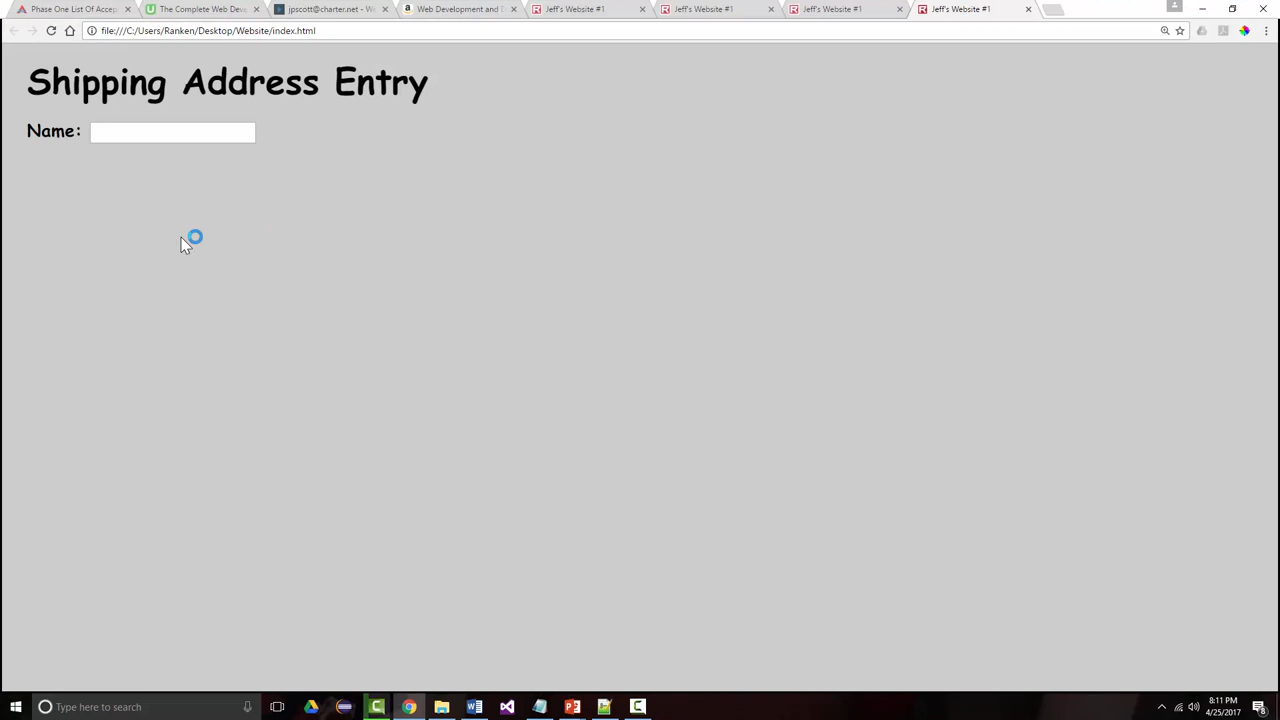 Phase One List Of Accep
The Complete Web Deve
jpscott@charter.net - We
Web Development and D
Jeff's Website #1
Jeff's Website #1
Jeff's Website #1
Jeff's Website #1
file:///C:/Users/Ranken/Desktop/Website/index.html
Shipping Address Entry
Name:
Type here to search
8:11 PM
4/25/2017